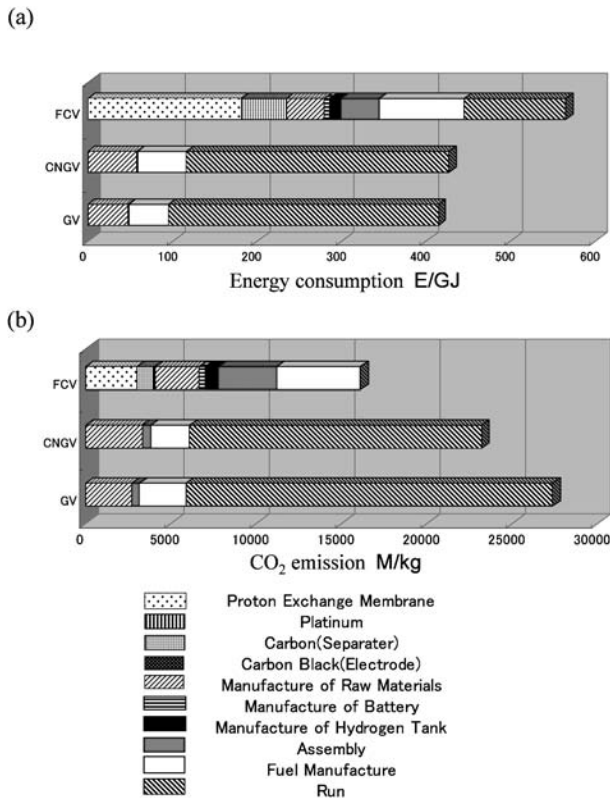 (a)
FCV
CNGV
GV
0 100 200 300 400 500 600
Energy consumption E/GJ
(b)
FCV
CNGV
GV
0 5000 10000 15000 20000 25000 30000
CO₂ emission M/kg
Proton Exchange Membrane
Platinum
Carbon(Separater)
Carbon Black(Electrode)
Manufacture of Raw Materials
Manufacture of Battery
Manufacture of Hydrogen Tank
Assembly
Fuel Manufacture
Run